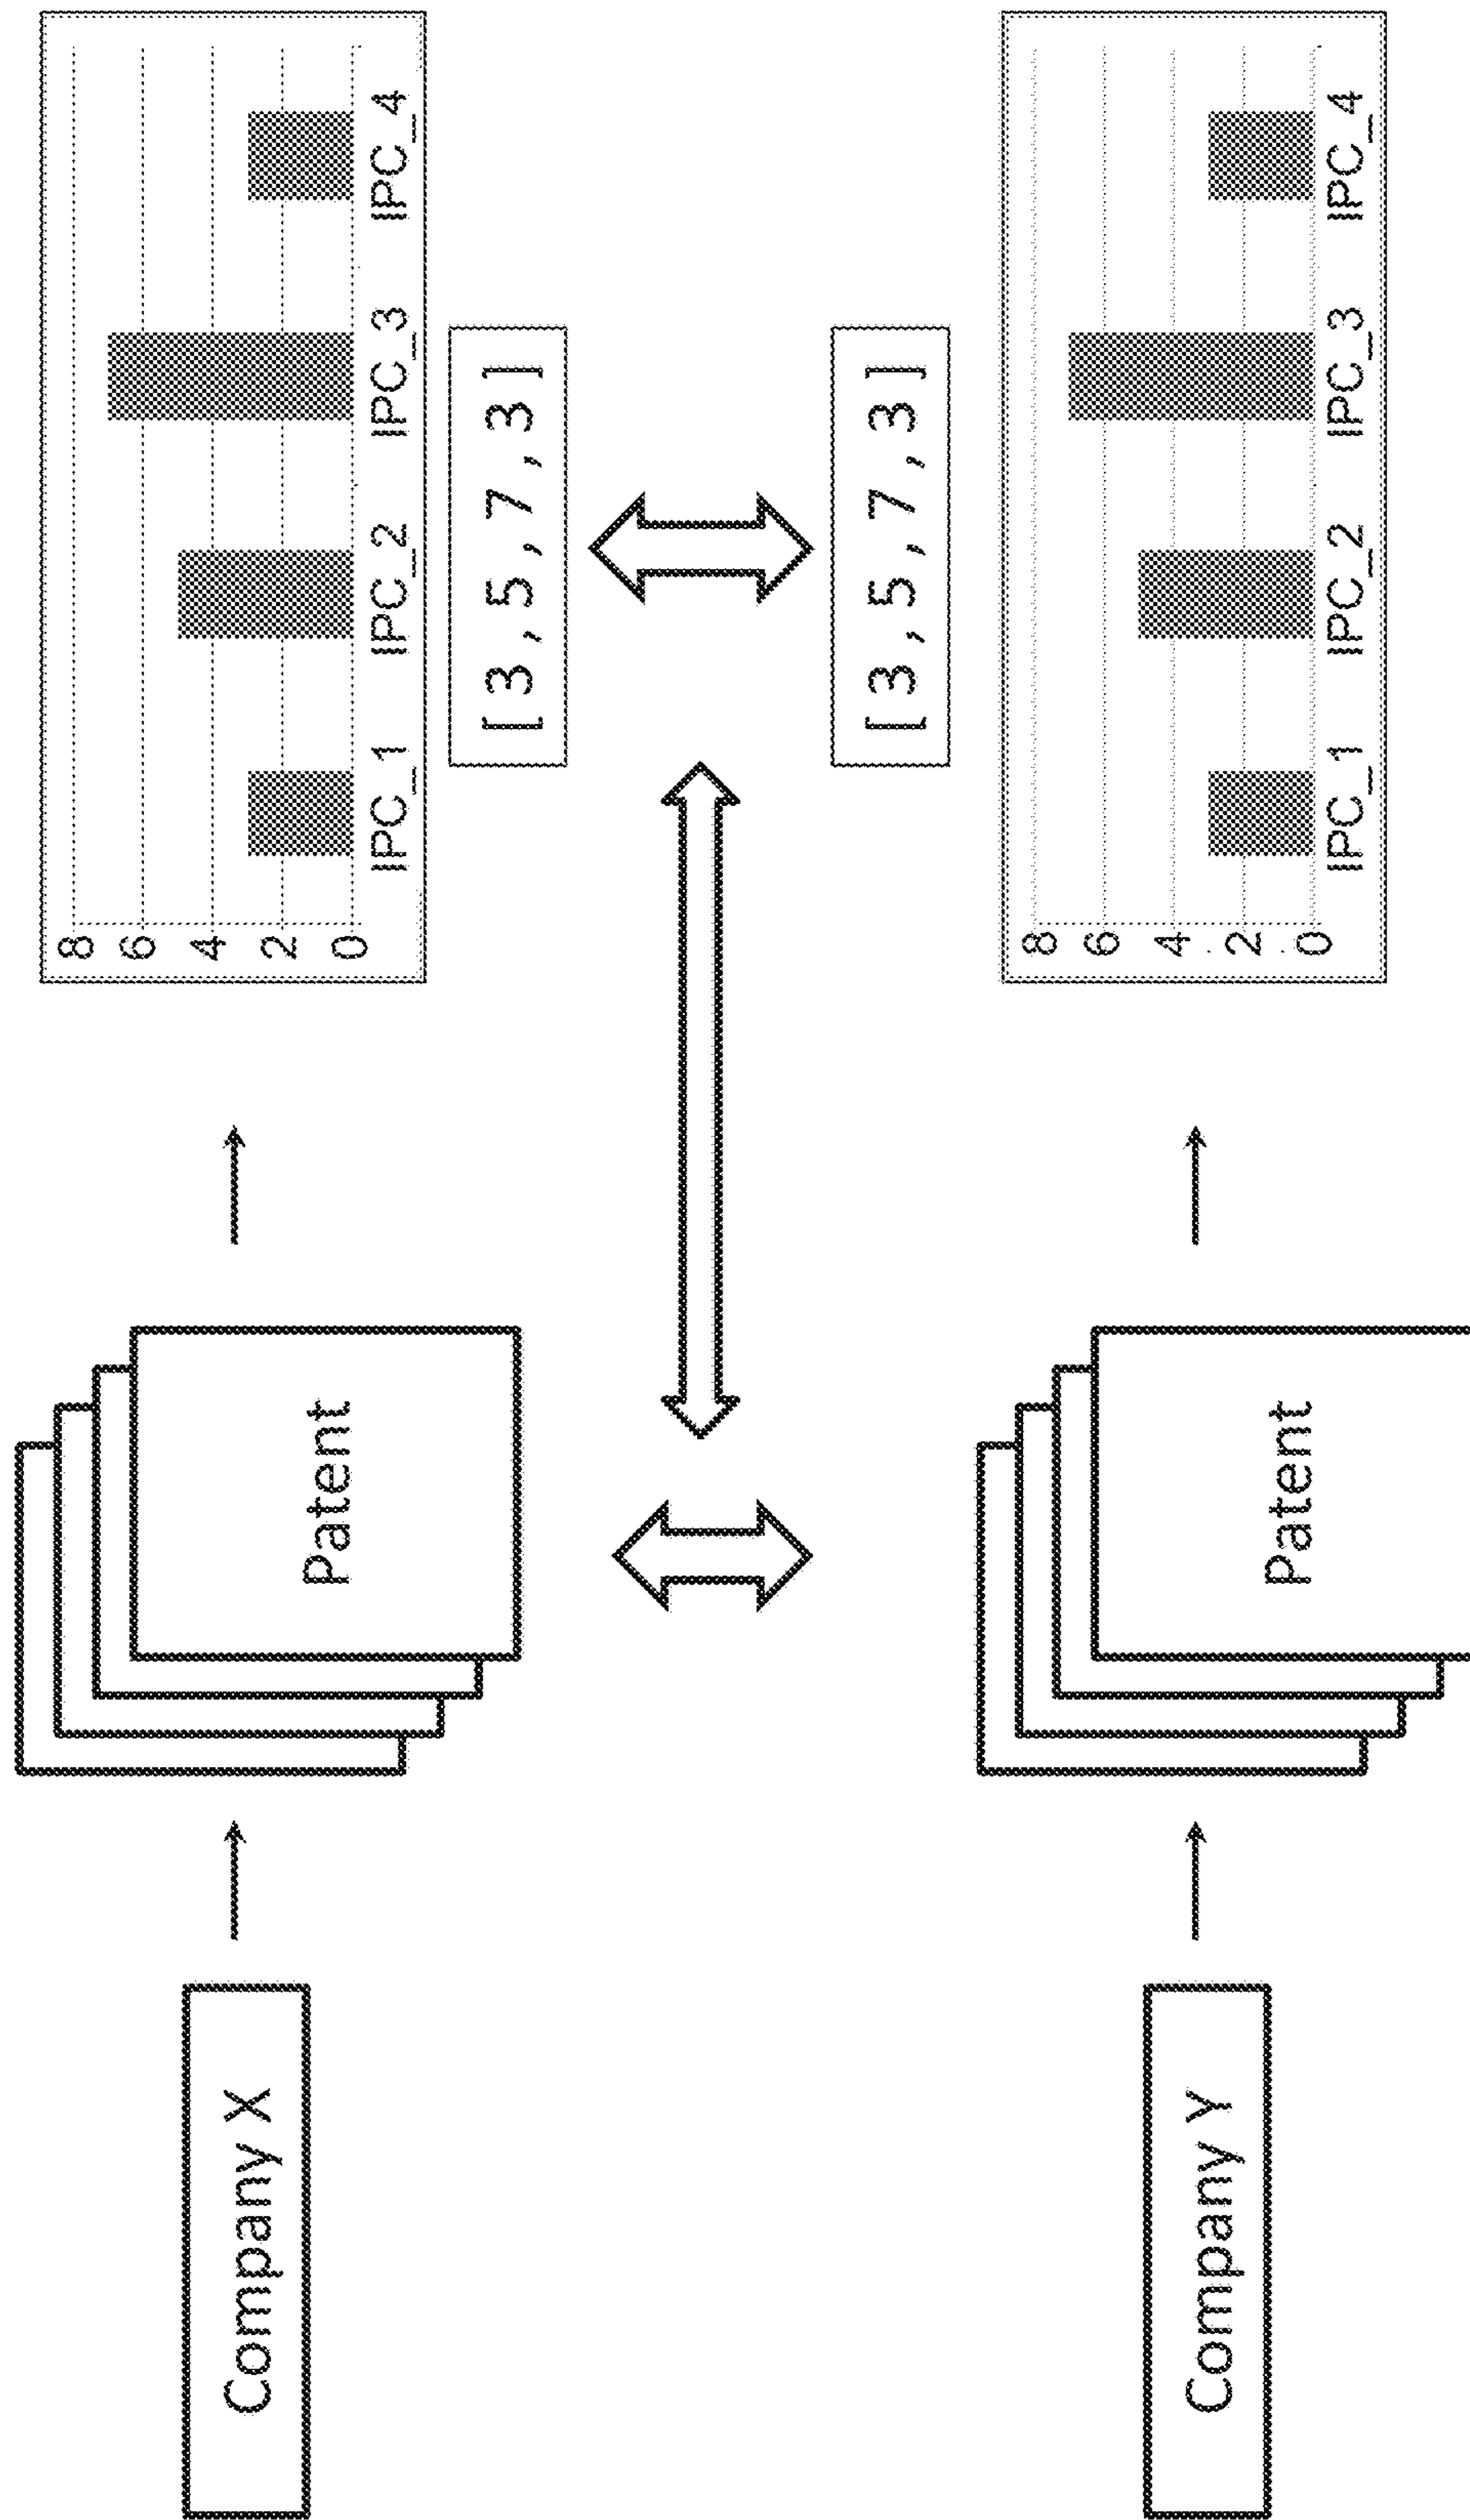 Company X
Patent
8
6
4
2
0
IPC_1 IPC_2 IPC_3 IPC_4
[ 3 , 5 , 7 , 3 ]
[ 3 , 5 , 7 , 3 ]
Company Y
Patent
8
6
4
2
0
IPC_1 IPC_2 IPC_3 IPC_4